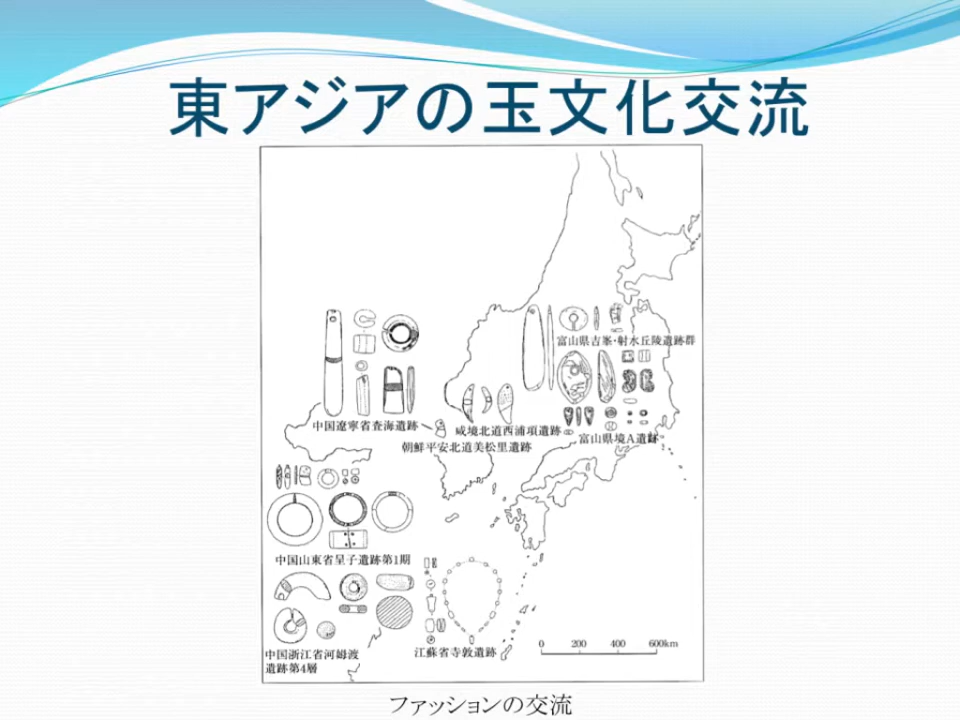 東アジアの玉文化交流
富山県吉峯・射水丘陵遺跡群
中国遼寧省査海遺跡
咸境北道西浦項遺跡
富山県境A遺跡
朝鮮平安北道美松里遺跡
中国山東省呈子遺跡第1期
中国浙江省河姆渡
遺跡第4層
江蘇省寺敦遺跡
0 200 400 600km
ファッションの交流